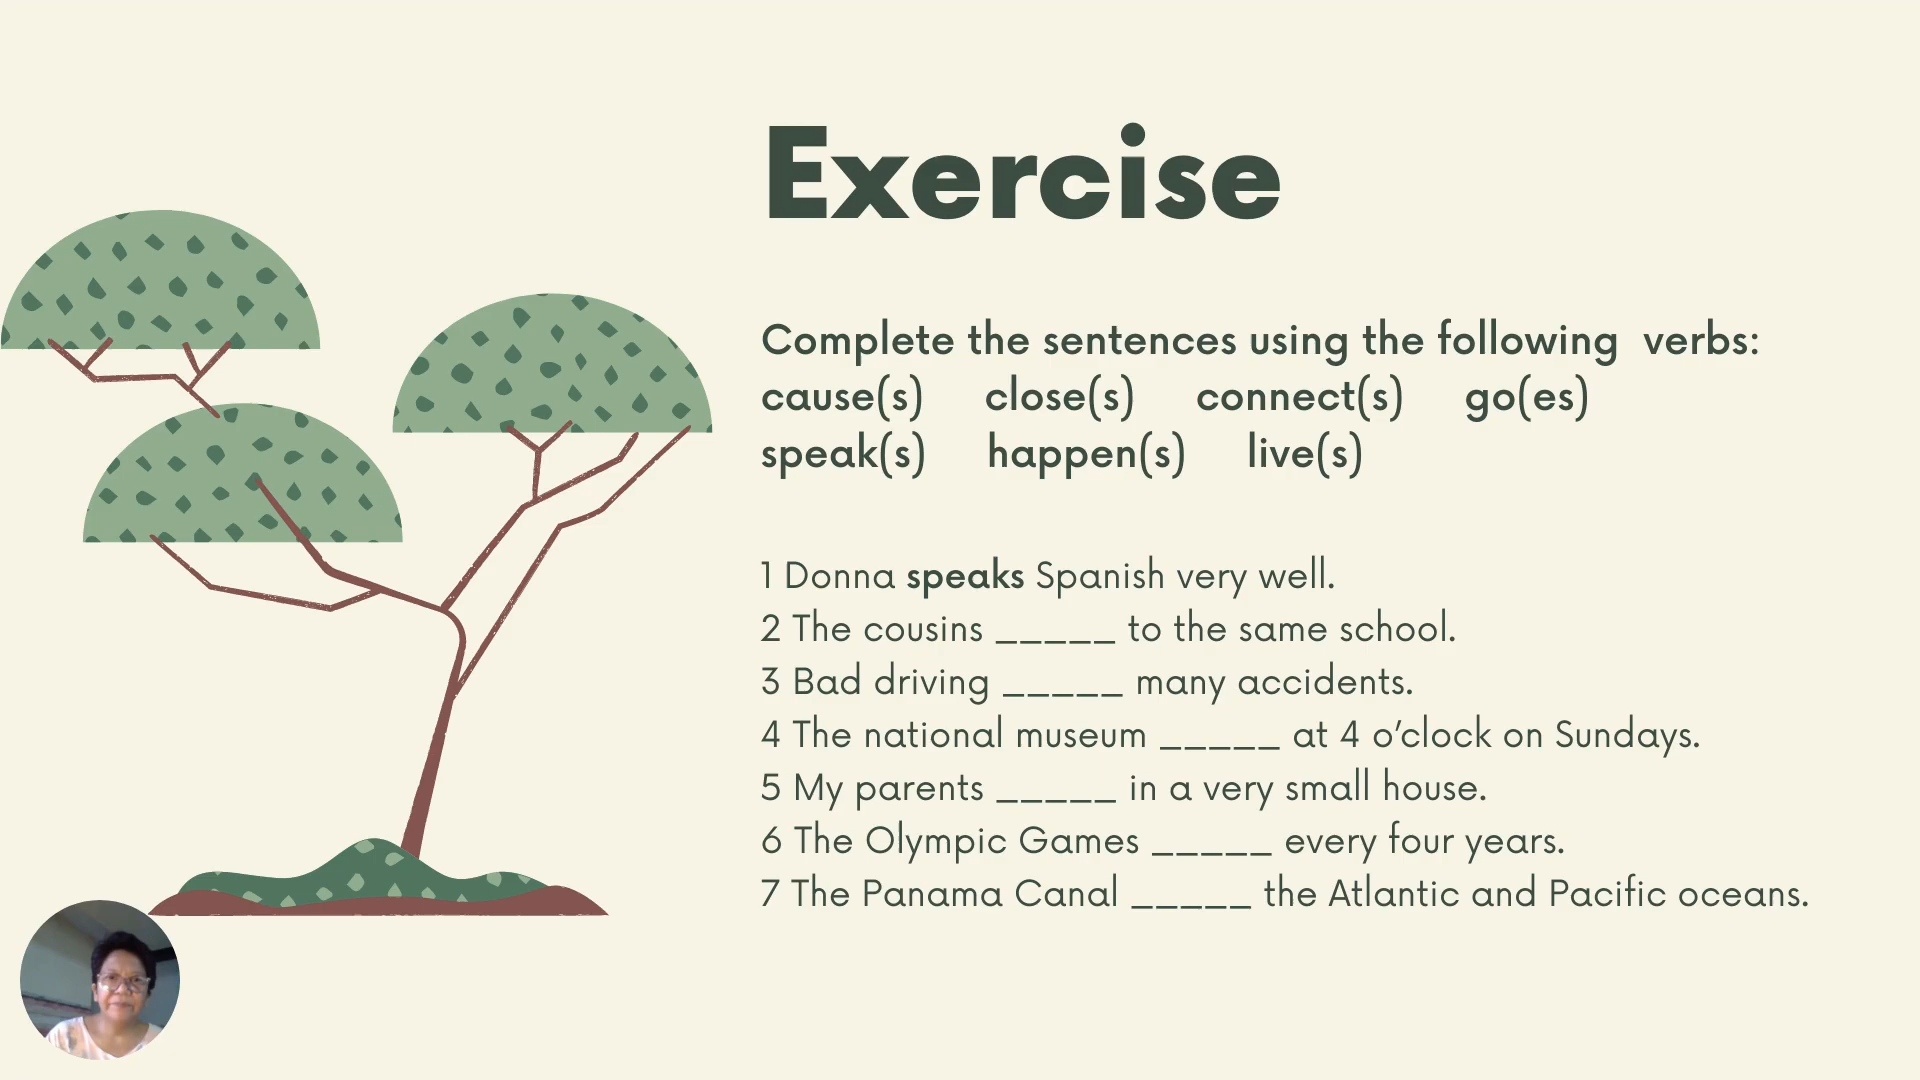 Exercise
Complete the sentences using the following verbs:
cause(s) close(s) connect(s) go(es)
speak(s) happen(s) live(s)
1 Donna speaks Spanish very well.
2 The cousins _____ to the same school.
3 Bad driving _____ many accidents.
4 The national museum _____ at 4 o’clock on Sundays.
5 My parents _____ in a very small house.
6 The Olympic Games _____ every four years.
7 The Panama Canal _____ the Atlantic and Pacific oceans.